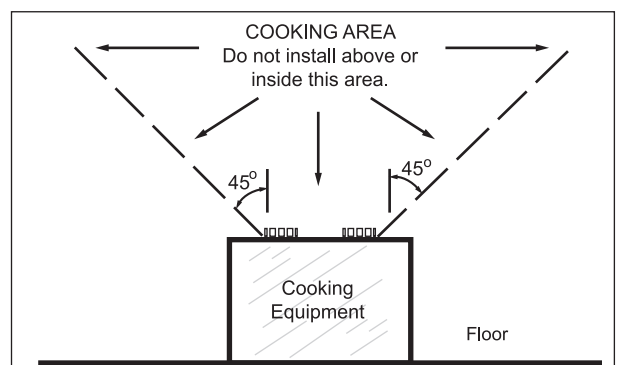 COOKING AREA
Do not install above or
inside this area.
45°
45°
Cooking
Equipment
Floor